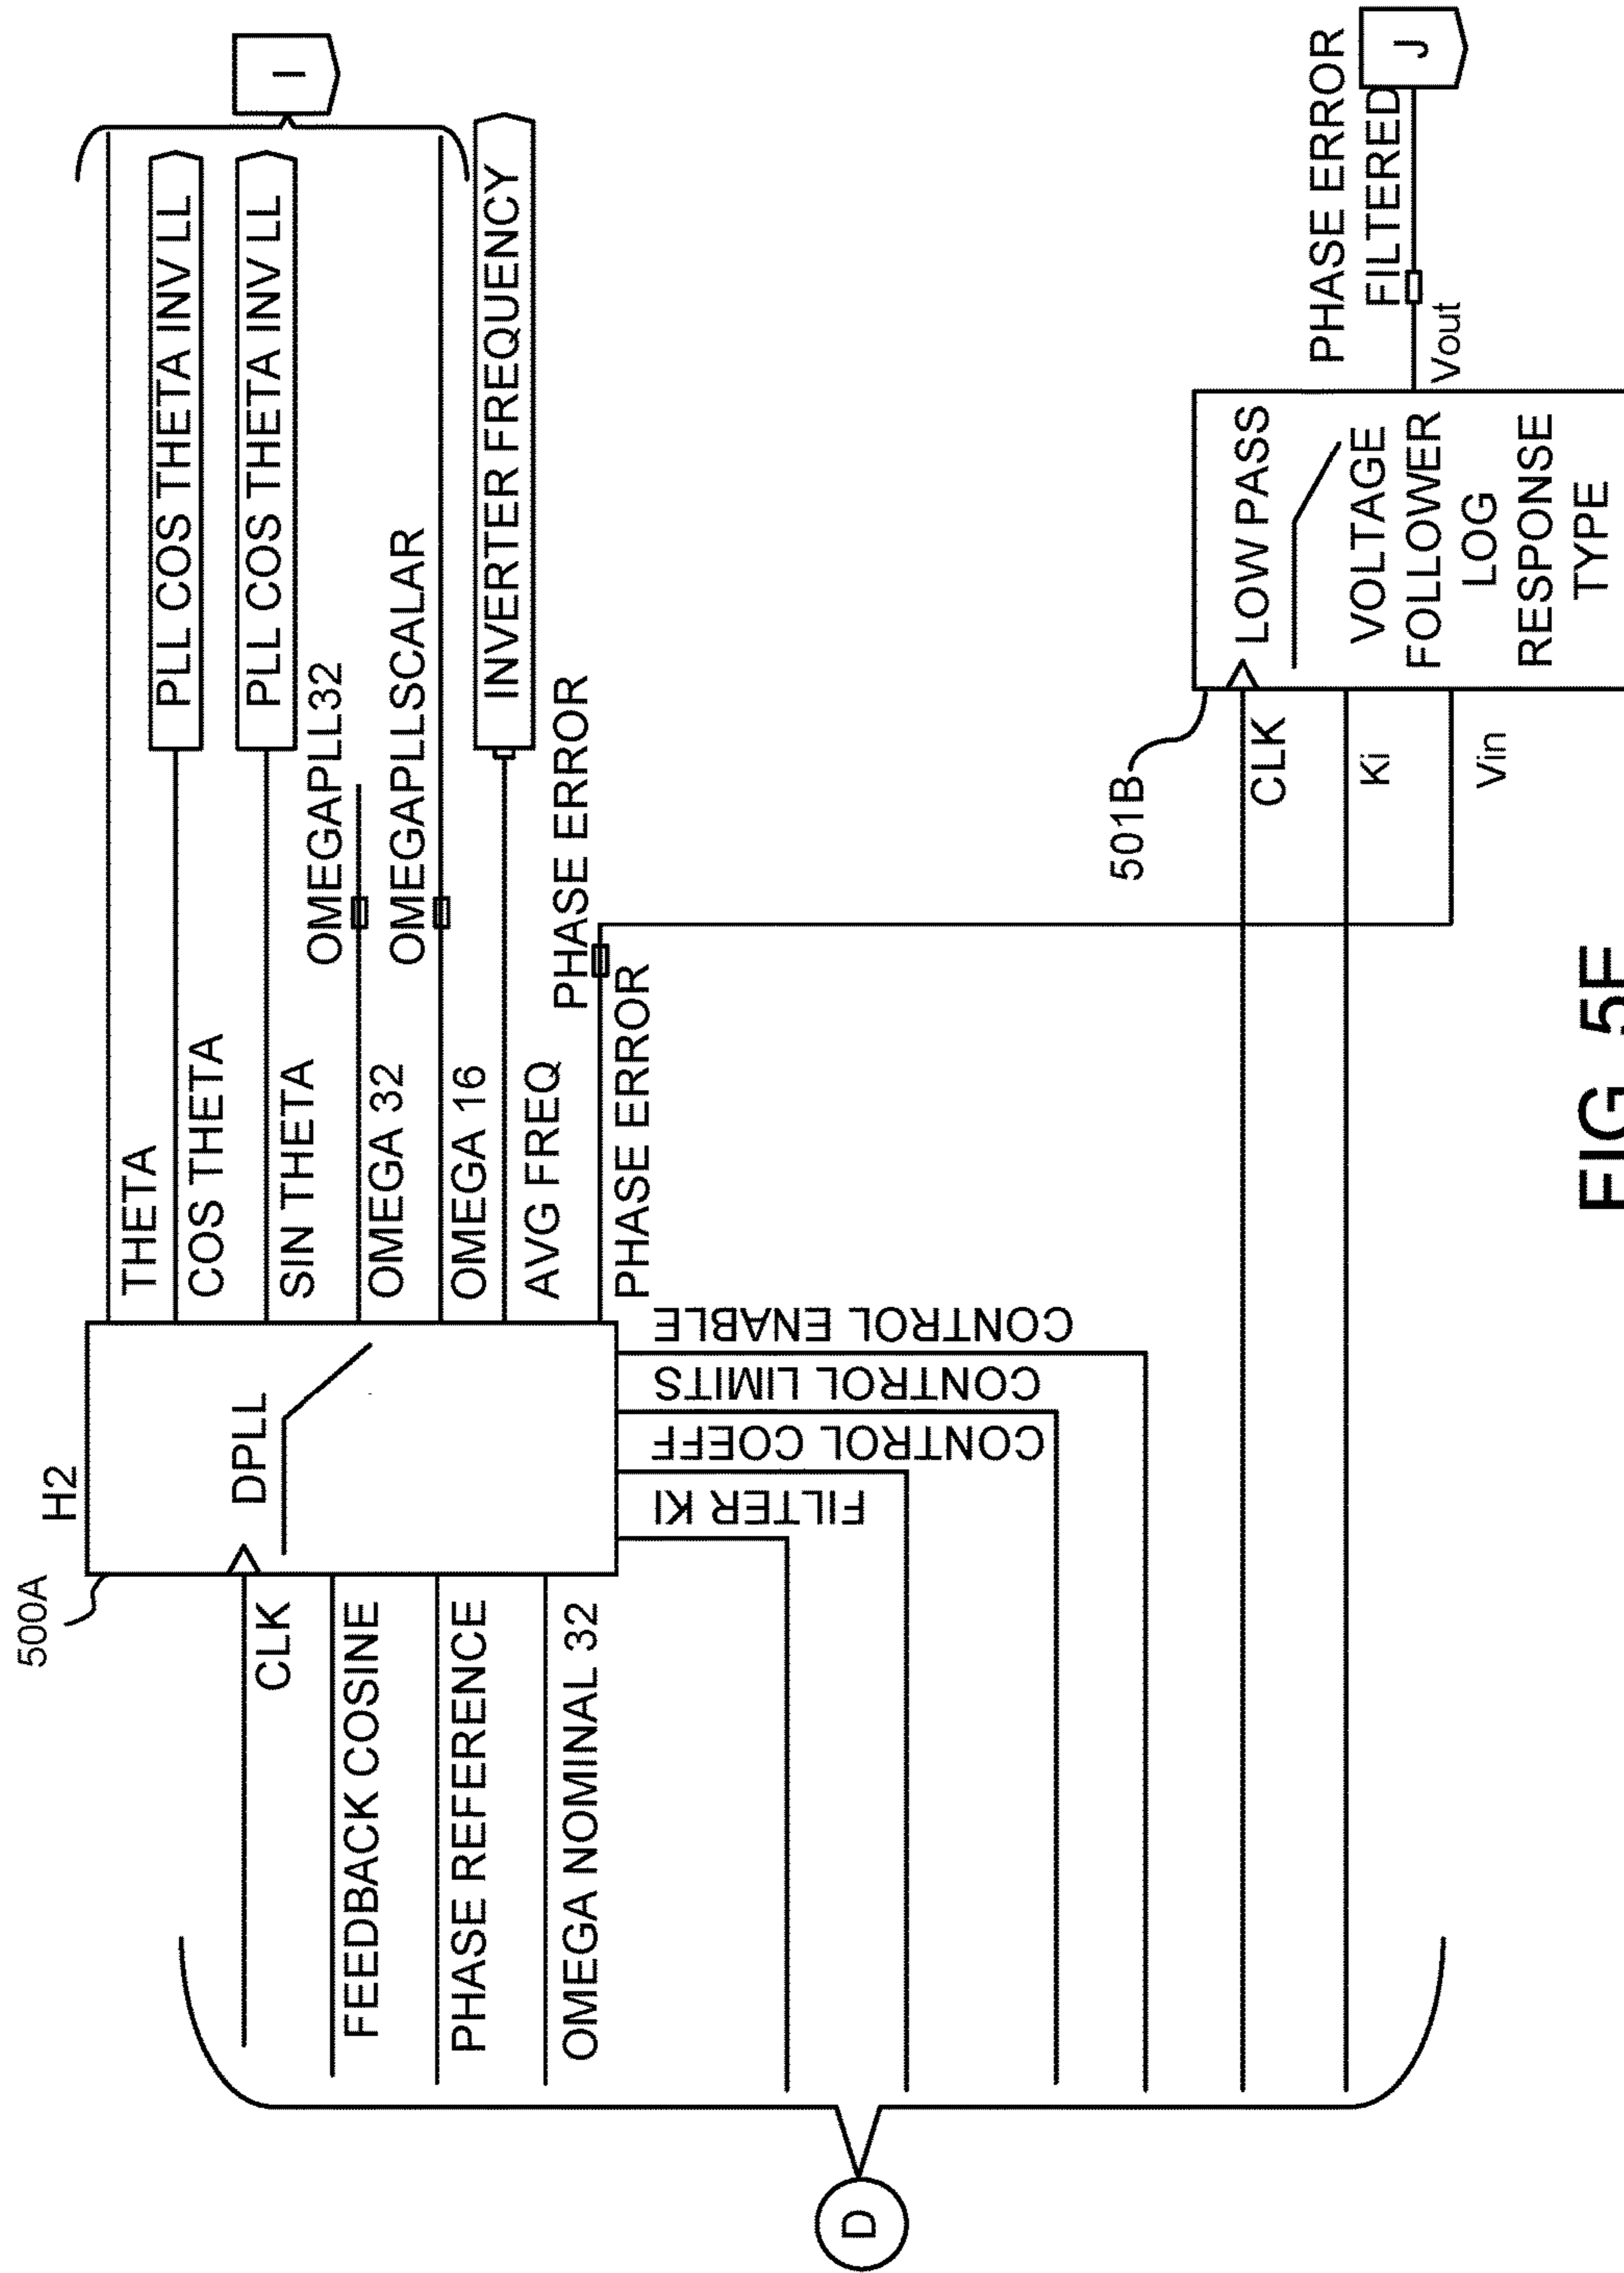 500A
H2
DPLL
CLK
FEEDBACK COSINE
PHASE REFERENCE
OMEGA NOMINAL 32
FILTER KI
CONTROL COEFF
CONTROL LIMITS
CONTROL ENABLE
THETA
COS THETA
SIN THETA
OMEGA 32
OMEGA 16
AVG FREQ
PHASE ERROR
PLL COS THETA INV LL
PLL COS THETA INV LL
OMEGAPLL32
OMEGAPLLSCALAR
INVERTER FREQUENCY
PHASE ERROR
I
D
501B
CLK
Ki
Vin
LOW PASS
VOLTAGE
FOLLOWER
LOG
RESPONSE
TYPE
Vout
PHASE ERROR
FILTERED
J
FIG